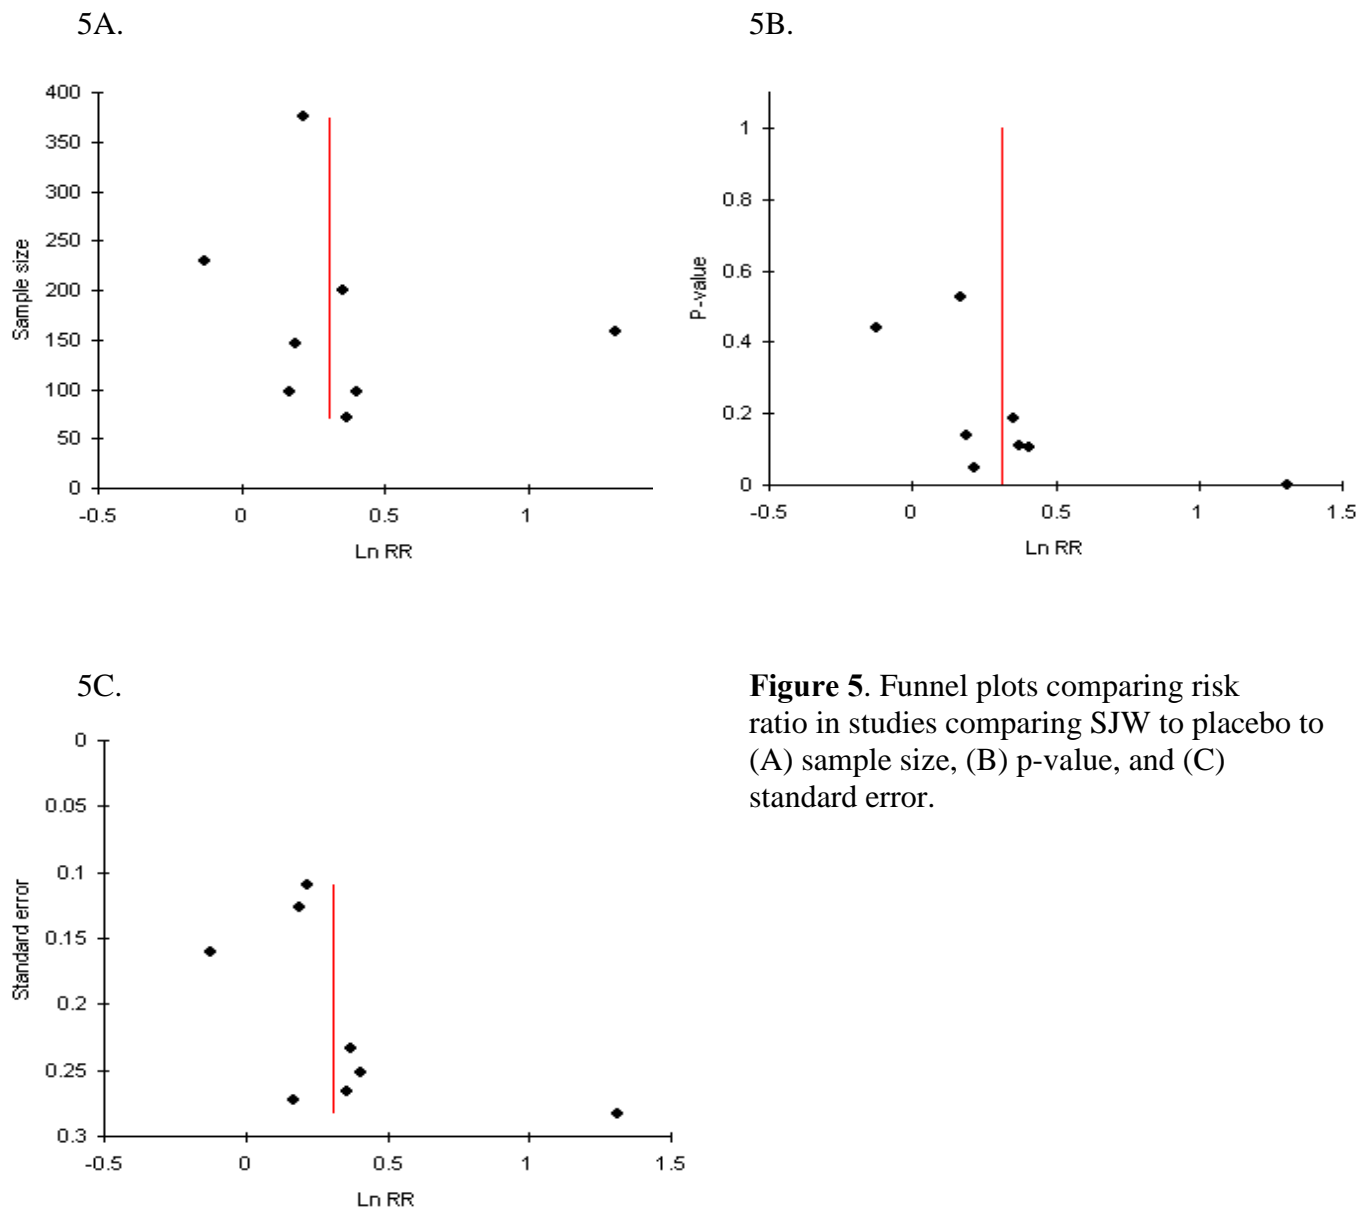 5A.
400
350
300
250
200
150
100
50
0
-0.5
0
0.5
1
Sample size
Ln RR
5B.
1
0.8
0.6
0.4
0.2
0
-0.5
0
0.5
1
1.5
P-value
Ln RR
5C.
0
0.05
0.1
0.15
0.2
0.25
0.3
-0.5
0
0.5
1
1.5
Standard error
Ln RR
Figure 5. Funnel plots comparing risk
ratio in studies comparing SJW to placebo to
(A) sample size, (B) p-value, and (C)
standard error.